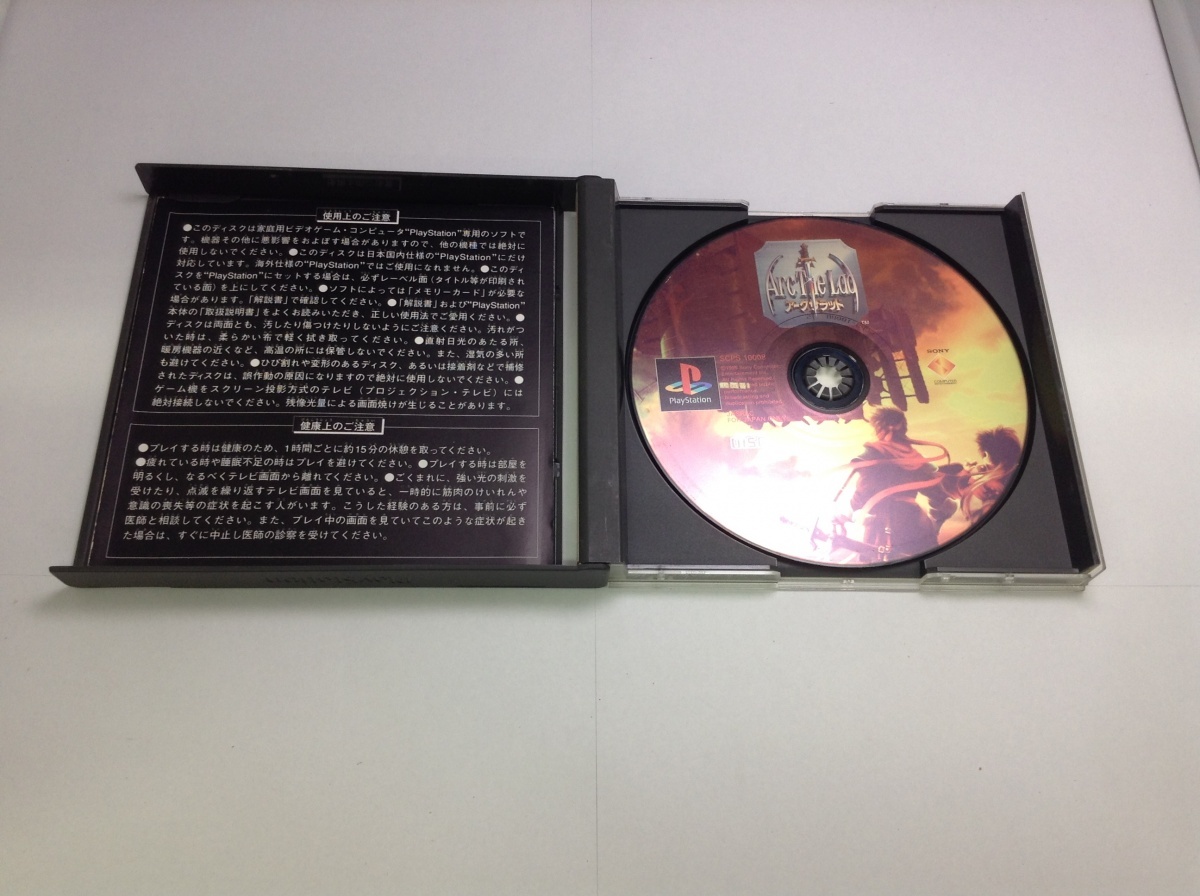 使用上のご注意
●このディスクは家庭用ビデオゲーム・コンピュータ"PlayStation"専用のソフトで
す。機器その他に悪影響をおよぼす場合がありますので、他の機種では絶対に
使用しないでください。●このディスクは日本国内仕様の"PlayStation"にだけ
対応しています。海外仕様の"PlayStation"ではご使用になれません。●このディ
スクを"PlayStation"にセットする場合は、必ずレーベル面(タイトル等が印刷され
ている面)を上にしてください。●ソフトによっては「メモリーカード」が必要な
場合があります。「解説書」で確認してください。●「解説書」および"PlayStation"
本体の「取扱説明書」をよくお読みいただき、正しい使用法でご愛用ください。●
ディスクは両面とも、汚したり傷つけたりしないようにご注意ください。汚れがつ
いた時は、柔らかい布で軽く拭き取ってください。●直射日光のあたる所、
暖房機器の近くなど、高温の所には保管しないでください。また、湿気の多い所
も避けてください。●ひび割れや変形のあるディスク、あるいは接着剤などで補修
されたディスクは、誤作動の原因になりますので絶対に使用しないでください。●
ゲーム機をスクリーン投影方式のテレビ(プロジェクション・テレビ)には
絶対接続しないでください。残像光量による画面焼けが生じることがあります。
健康上のご注意
●プレイする時は健康のため、1時間ごとに約15分の休憩を取ってください。
●疲れている時や睡眠不足の時はプレイを避けてください。●プレイする時は部屋を
明るくし、なるべくテレビ画面から離れてください。●ごくまれに、強い光の刺激を
受けたり、点滅を繰り返すテレビ画面を見ていると、一時的に筋肉のけいれんや
意識の喪失等の症状を起こす人がいます。こうした経験のある方は、事前に必ず
医師と相談してください。また、プレイ中の画面を見ていてこのような症状が起き
た場合は、すぐに中止し医師の診察を受けてください。
Arc The Lad
アークザラッド
TM
PlayStation
SONY